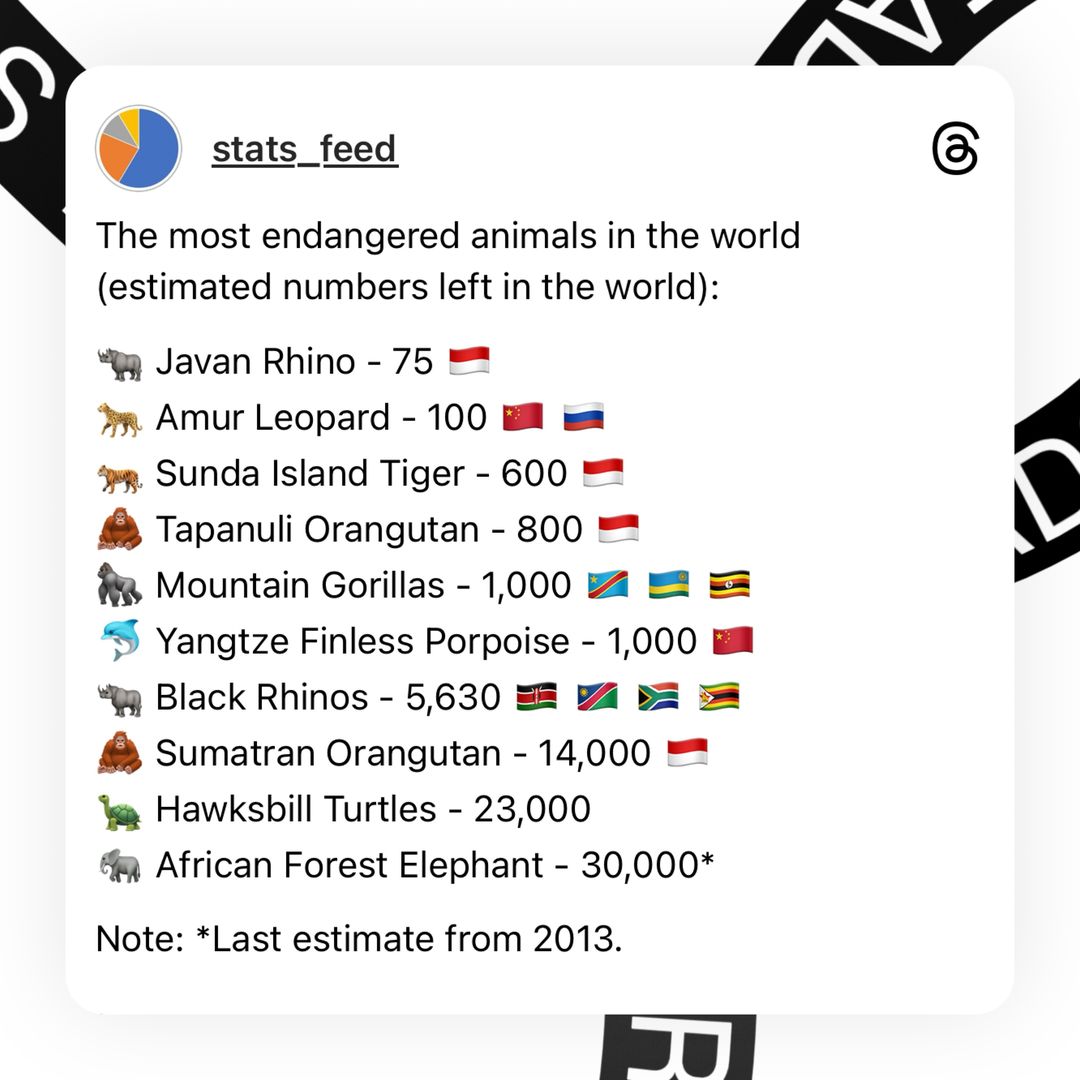 stats_feed
The most endangered animals in the world
(estimated numbers left in the world):
🦏 Javan Rhino - 75 🇮🇩
🐆 Amur Leopard - 100 🇨🇳 🇷🇺
🐅 Sunda Island Tiger - 600 🇮🇩
🦧 Tapanuli Orangutan - 800 🇮🇩
🦍 Mountain Gorillas - 1,000 🇨🇩 🇷🇼 🇺🇬
🐬 Yangtze Finless Porpoise - 1,000 🇨🇳
🦏 Black Rhinos - 5,630 🇰🇪 🇳🇦 🇿🇦 🇿🇼
🦧 Sumatran Orangutan - 14,000 🇮🇩
🐢 Hawksbill Turtles - 23,000
🐘 African Forest Elephant - 30,000*
Note: *Last estimate from 2013.